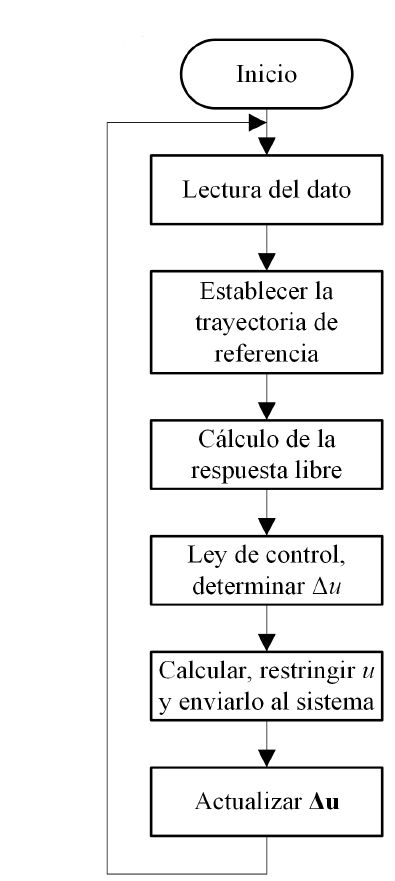 Inicio
Lectura del dato
Establecer la
trayectoria de
referencia
Cálculo de la
respuesta libre
Ley de control,
determinar Δu
Calcular, restringir u
y enviarlo al sistema
Actualizar Δu